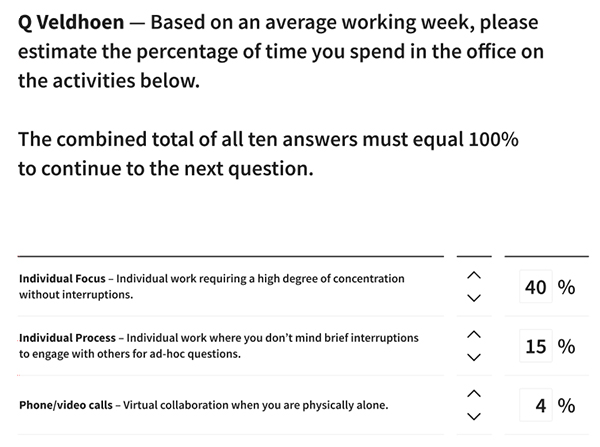 Q Veldhoen — Based on an average working week, please
estimate the percentage of time you spend in the office on
the activities below.
The combined total of all ten answers must equal 100%
to continue to the next question.
Individual Focus – Individual work requiring a high degree of concentration
without interruptions.
40 %
Individual Process – Individual work where you don't mind brief interruptions
to engage with others for ad-hoc questions.
15 %
Phone/video calls – Virtual collaboration when you are physically alone.
4 %